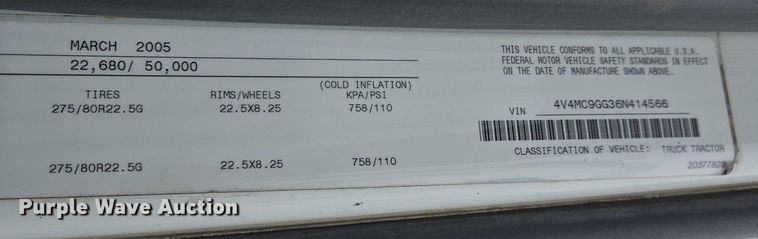 MARCH 2005
22,680/ 50,000
TIRES RIMS/WHEELS (COLD INFLATION) KPA/PSI
275/80R22.5G 22.5X8.25 758/110
275/80R22.5G 22.5X8.25 758/110
THIS VEHICLE CONFORMS TO ALL APPLICABLE U.S.A.
FEDERAL MOTOR VEHICLE SAFETY STANDARDS IN EFFECT
ON THE DATE OF MANUFACTURE SHOWN ABOVE.
VIN 4V4MC9GG36N414566
CLASSIFICATION OF VEHICLE: TRUCK TRACTOR
20377828
Purple Wave Auction